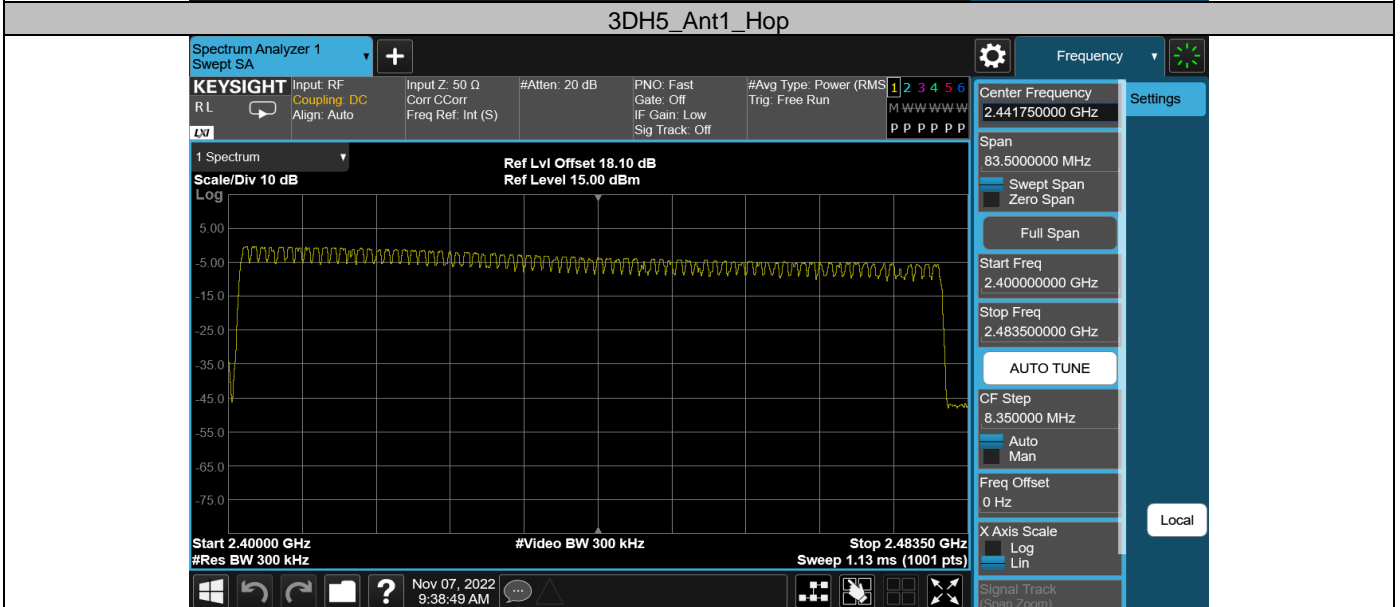 3DH5_Ant1_Hop
Spectrum Analyzer 1
Swept SA
+
Frequency
KEYSIGHT
R L
LXI
Input: RF
Coupling: DC
Align: Auto
Input Z: 50 Ω
Corr CCorr
Freq Ref: Int (S)
#Atten: 20 dB
PNO: Fast
Gate: Off
IF Gain: Low
Sig Track: Off
#Avg Type: Power (RMS
Trig: Free Run
1 2 3 4 5 6
M W W W W W
P P P P P P
1 Spectrum
Scale/Div 10 dB
Log
Ref Lvl Offset 18.10 dB
Ref Level 15.00 dBm
5.00
-5.00
-15.0
-25.0
-35.0
-45.0
-55.0
-65.0
-75.0
Start 2.40000 GHz
#Res BW 300 kHz
#Video BW 300 kHz
Stop 2.48350 GHz
Sweep 1.13 ms (1001 pts)
Center Frequency
2.441750000 GHz
Settings
Span
83.5000000 MHz
Swept Span
Zero Span
Full Span
Start Freq
2.400000000 GHz
Stop Freq
2.483500000 GHz
AUTO TUNE
CF Step
8.350000 MHz
Auto
Man
Freq Offset
0 Hz
X Axis Scale
Log
Lin
Signal Track
(Span Zoom)
Local
?
Nov 07, 2022
9:38:49 AM